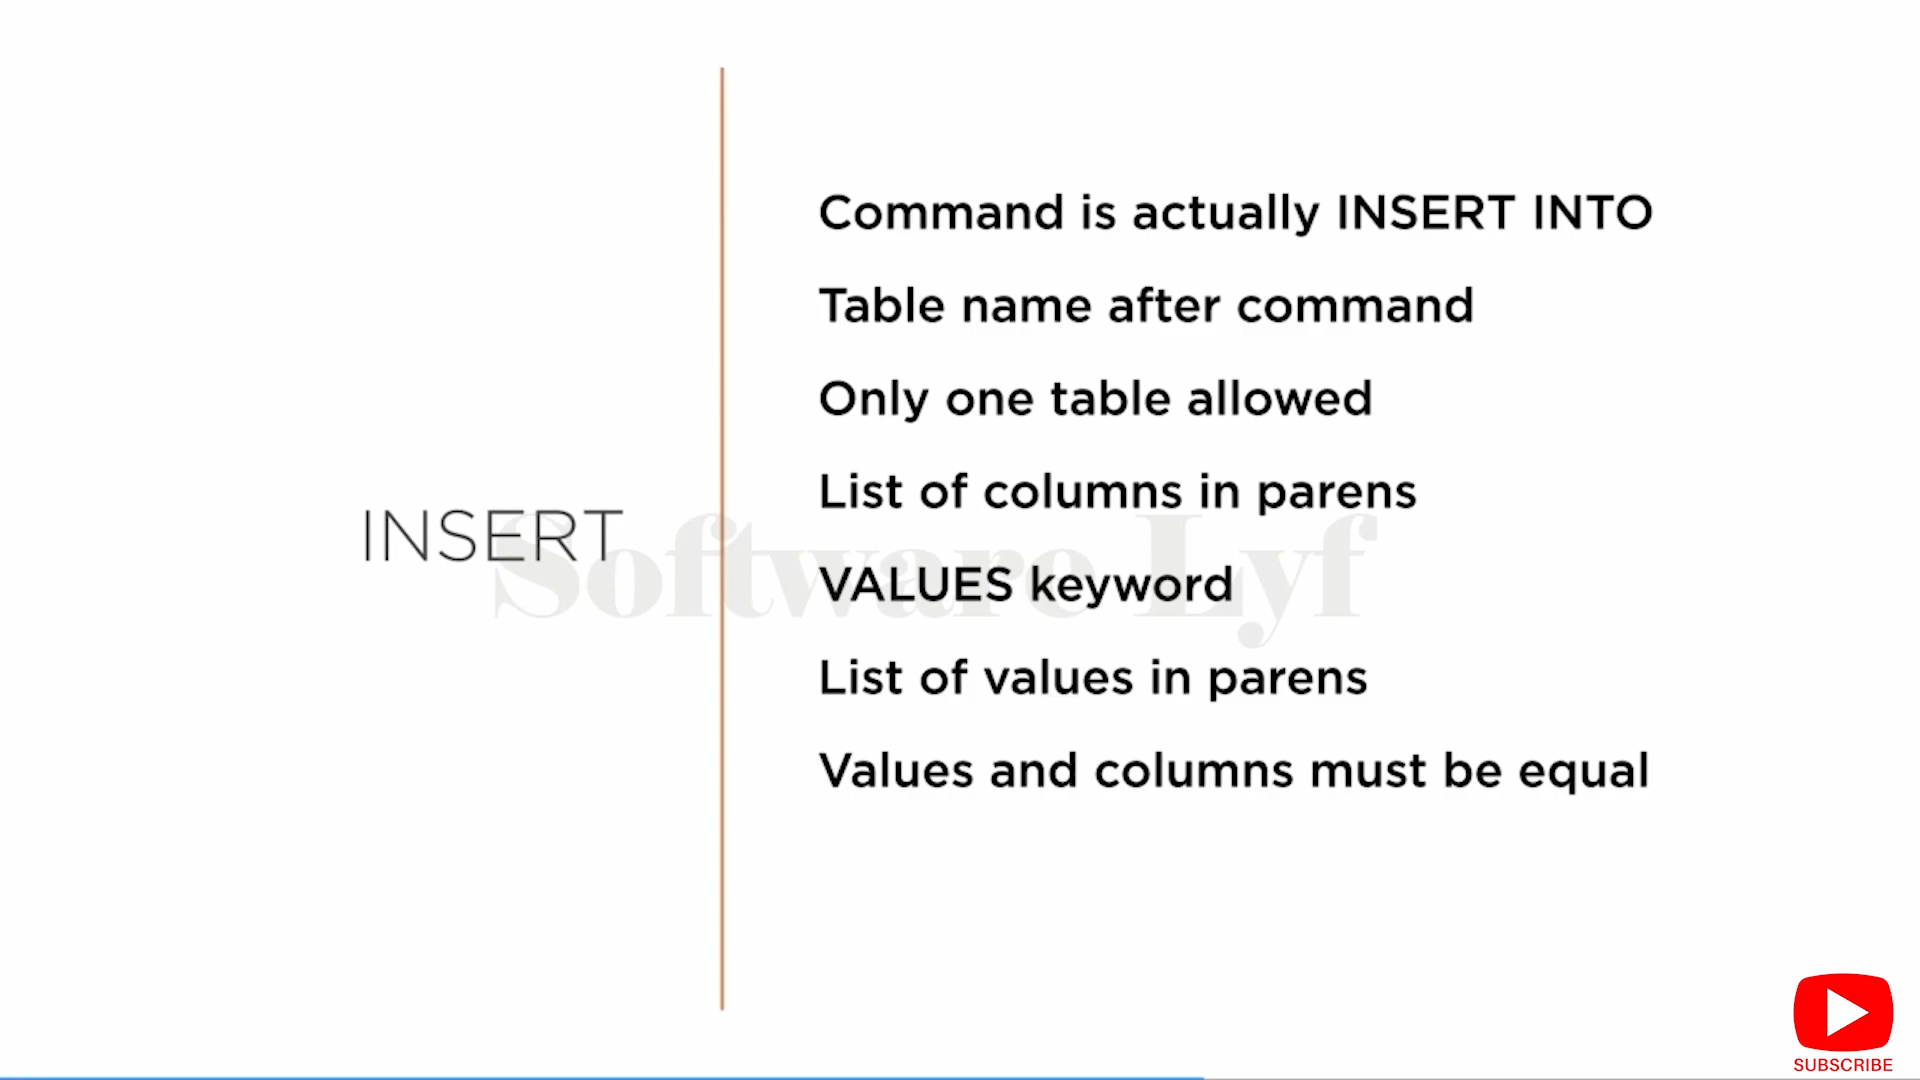 INSERT
Command is actually INSERT INTO
Table name after command
Only one table allowed
List of columns in parens
VALUES keyword
List of values in parens
Values and columns must be equal
Software Lyf
SUBSCRIBE